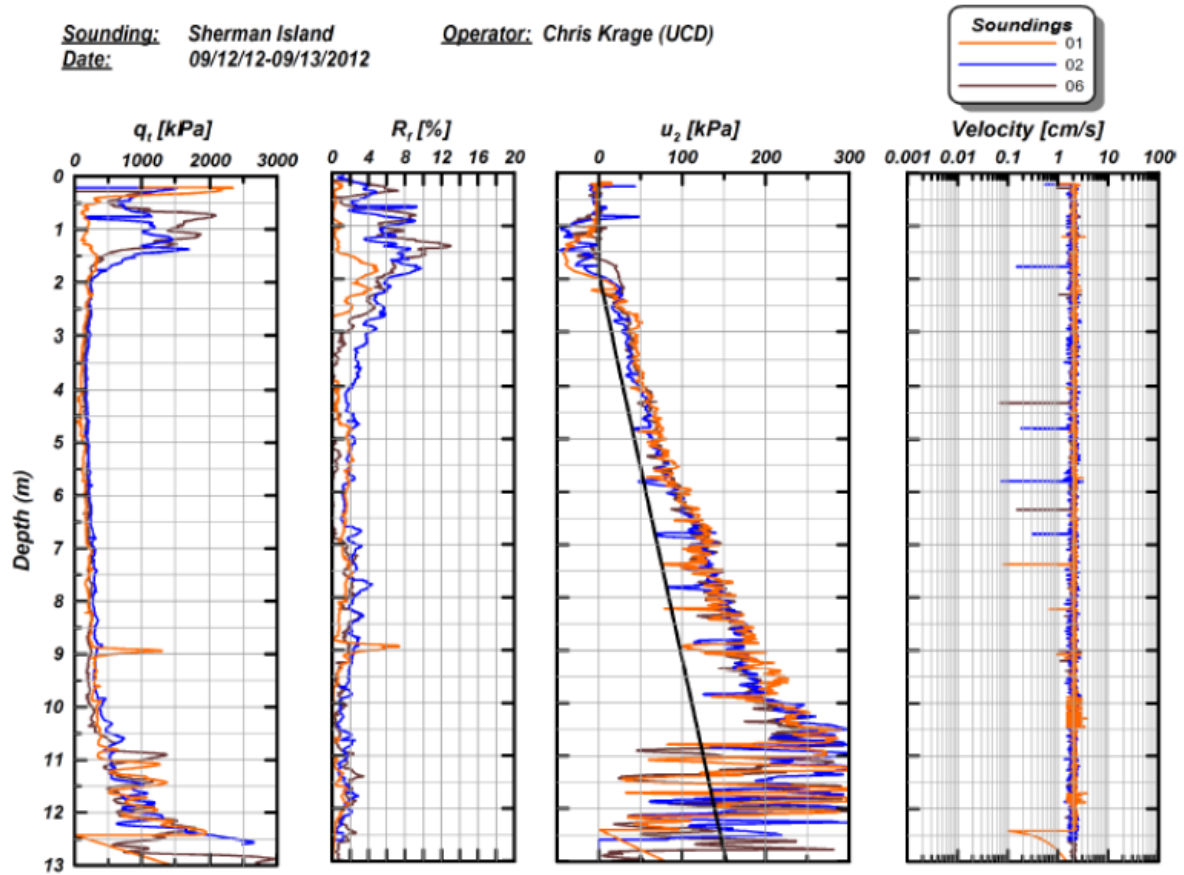 Sounding: Sherman Island Operator: Chris Krage (UCD)
Date: 09/12/12-09/13/2012
Soundings
01
02
06
qt [kPa] Rf [%] u2 [kPa] Velocity [cm/s]
0 1000 2000 3000 0 4 8 12 16 20 0 100 200 300 0.001 0.01 0.1 1 10 100
0
1
2
3
4
5
6
7
8
9
10
11
12
13
Depth (m)